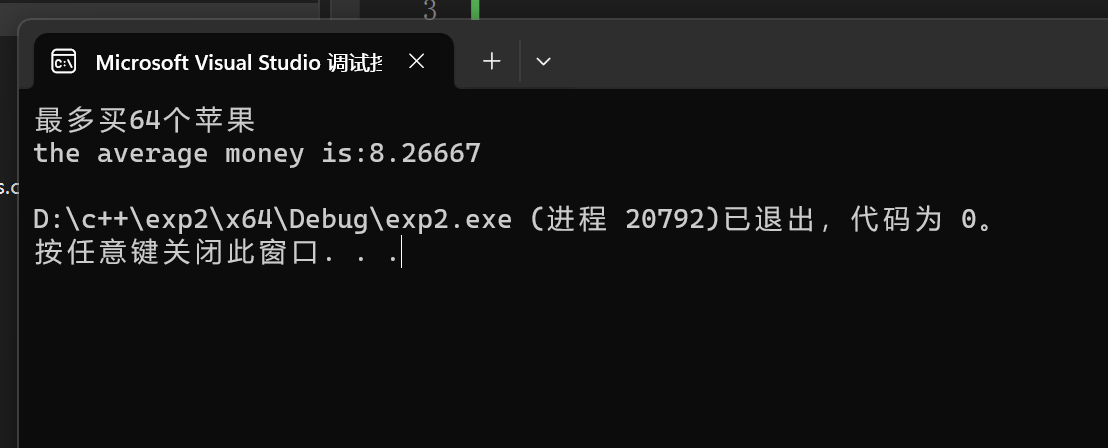 3
Microsoft Visual Studio 调试控
最多买64个苹果
the average money is:8.26667
s.c
D:\c++\exp2\x64\Debug\exp2.exe (进程 20792)已退出，代码为 0。
按任意键关闭此窗口. . .